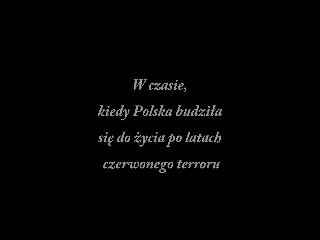 W czasie,
kiedy Polska budziła
się do życia po latach
czerwonego terroru